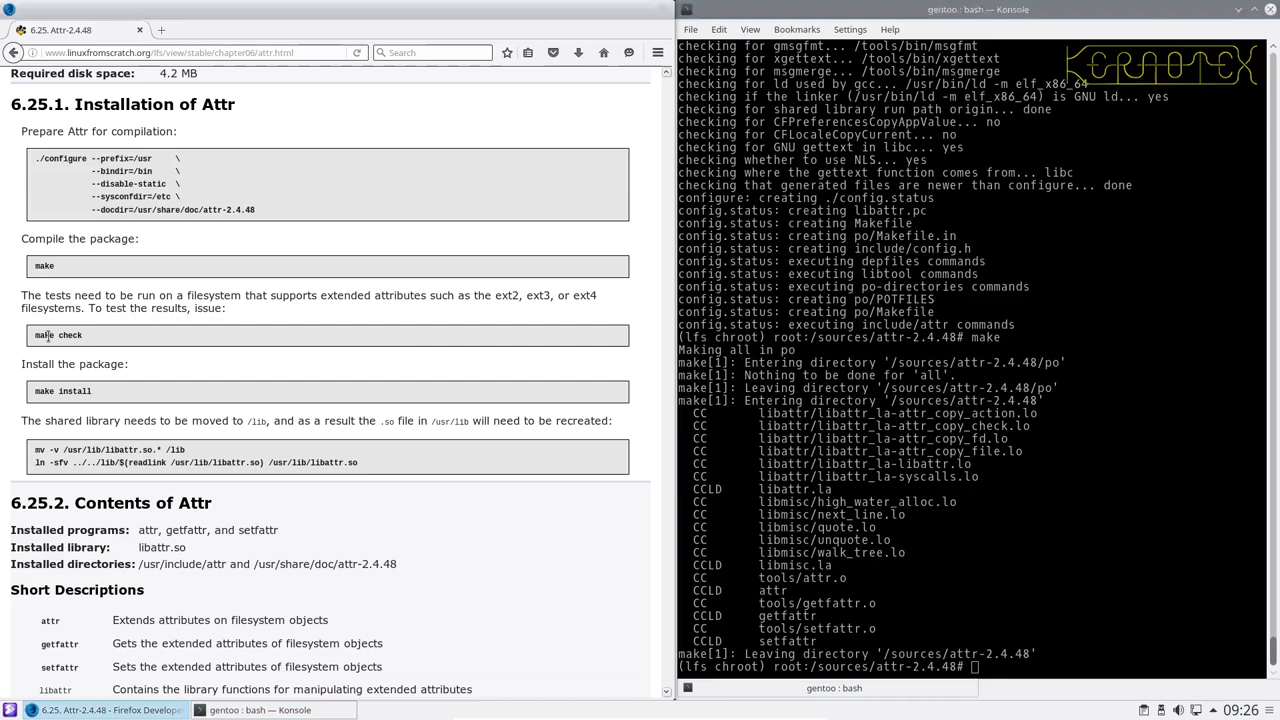 6.25. Attr-2.4.48
www.linuxfromscratch.org/lfs/view/stable/chapter06/attr.html
Search
Required disk space: 4.2 MB
6.25.1. Installation of Attr
Prepare Attr for compilation:
./configure --prefix=/usr \
--bindir=/bin \
--disable-static \
--sysconfdir=/etc \
--docdir=/usr/share/doc/attr-2.4.48
Compile the package:
make
The tests need to be run on a filesystem that supports extended attributes such as the ext2, ext3, or ext4
filesystems. To test the results, issue:
make check
Install the package:
make install
The shared library needs to be moved to /lib, and as a result the .so file in /usr/lib will need to be recreated:
mv -v /usr/lib/libattr.so.* /lib
ln -sfv ../../lib/$(readlink /usr/lib/libattr.so) /usr/lib/libattr.so
6.25.2. Contents of Attr
Installed programs: attr, getfattr, and setfattr
Installed library: libattr.so
Installed directories: /usr/include/attr and /usr/share/doc/attr-2.4.48
Short Descriptions
attr Extends attributes on filesystem objects
getfattr Gets the extended attributes of filesystem objects
setfattr Sets the extended attributes of filesystem objects
libattr Contains the library functions for manipulating extended attributes
gentoo : bash — Konsole
File Edit View Bookmarks Settings Help
KERAOTEX
checking for gmsgfmt... /tools/bin/msgfmt
checking for xgettext... /tools/bin/xgettext
checking for msgmerge... /tools/bin/msgmerge
checking for ld used by gcc... /usr/bin/ld -m elf_x86_64
checking if the linker (/usr/bin/ld -m elf_x86_64) is GNU ld... yes
checking for shared library run path origin... done
checking for CFPreferencesCopyAppValue... no
checking for CFLocaleCopyCurrent... no
checking for GNU gettext in libc... yes
checking whether to use NLS... yes
checking where the gettext function comes from... libc
checking that generated files are newer than configure... done
configure: creating ./config.status
config.status: creating libattr.pc
config.status: creating Makefile
config.status: creating po/Makefile.in
config.status: creating include/config.h
config.status: executing depfiles commands
config.status: executing libtool commands
config.status: executing po-directories commands
config.status: creating po/POTFILES
config.status: creating po/Makefile
config.status: executing include/attr commands
(lfs chroot) root:/sources/attr-2.4.48# make
Making all in po
make[1]: Entering directory '/sources/attr-2.4.48/po'
make[1]: Nothing to be done for 'all'.
make[1]: Leaving directory '/sources/attr-2.4.48/po'
make[1]: Entering directory '/sources/attr-2.4.48'
CC libattr/libattr_la-attr_copy_action.lo
CC libattr/libattr_la-attr_copy_check.lo
CC libattr/libattr_la-attr_copy_fd.lo
CC libattr/libattr_la-attr_copy_file.lo
CC libattr/libattr_la-libattr.lo
CC libattr/libattr_la-syscalls.lo
CCLD libattr.la
CC libmisc/high_water_alloc.lo
CC libmisc/next_line.lo
CC libmisc/quote.lo
CC libmisc/unquote.lo
CC libmisc/walk_tree.lo
CCLD libmisc.la
CC tools/attr.o
CCLD attr
CC tools/getfattr.o
CCLD getfattr
CC tools/setfattr.o
CCLD setfattr
make[1]: Leaving directory '/sources/attr-2.4.48'
(lfs chroot) root:/sources/attr-2.4.48#
gentoo : bash
6.25. Attr-2.4.48 - Firefox Develope
gentoo : bash — Konsole
09:26